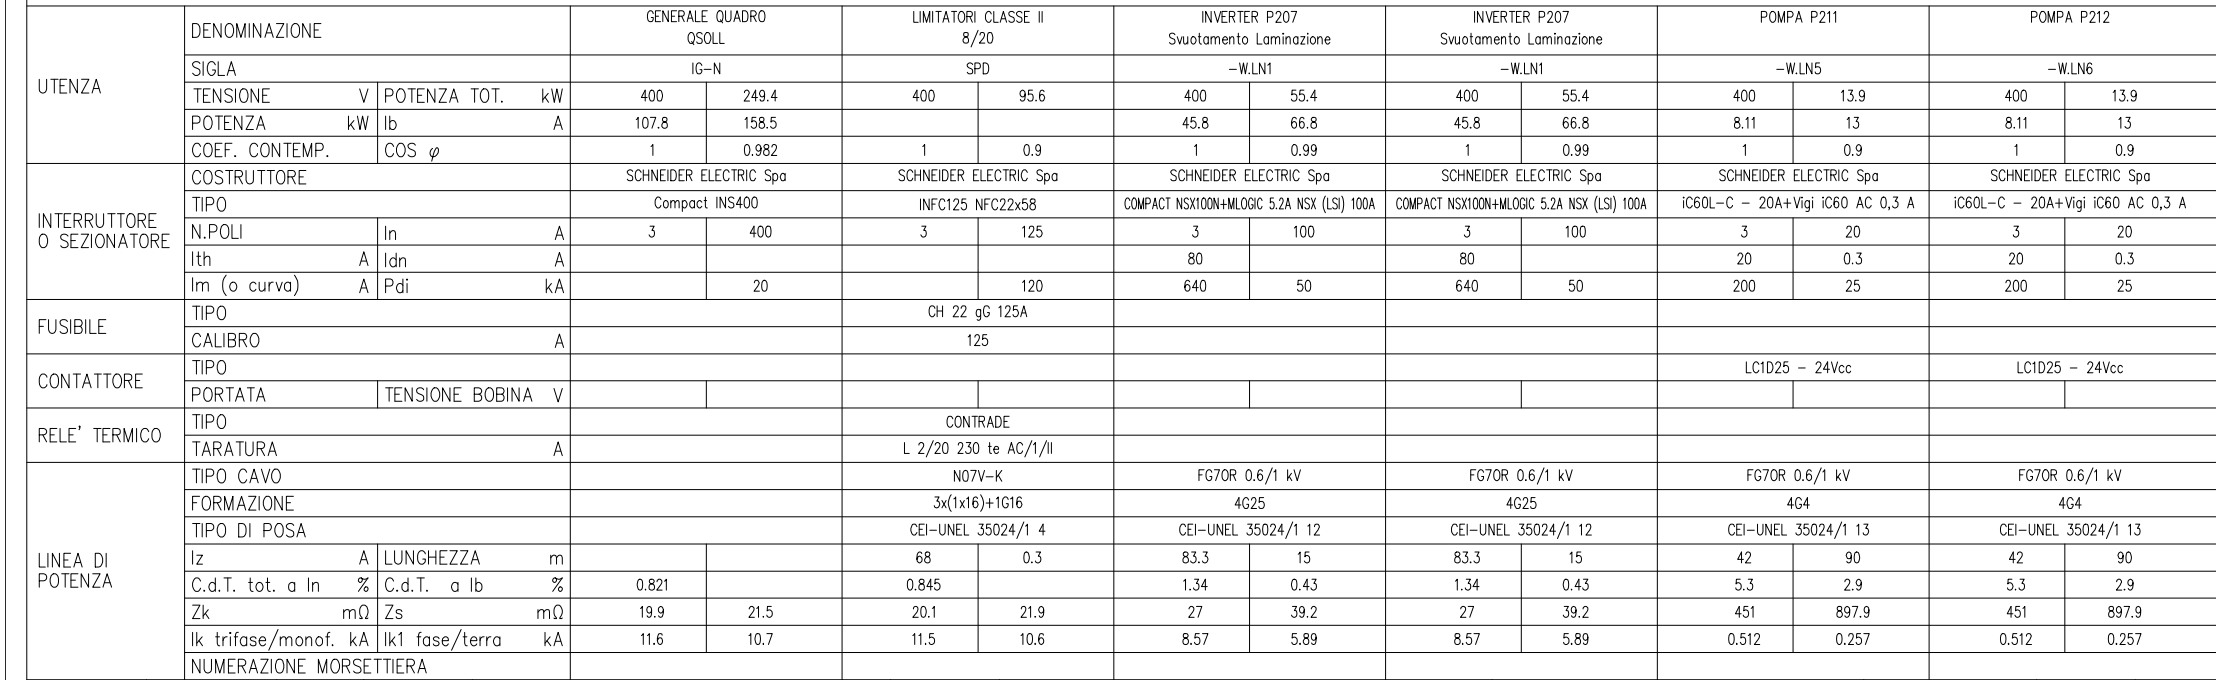 GENERALE QUADRO LIMITATORI CLASSE II INVERTER P207 INVERTER P207 POMPA P211 POMPA P212
DENOMINAZIONE
QSOLL 8/20 Svuotamento Laminazione Svuotamento Laminazione
UTENZA
SIGLA IG-N SPD -W.LN1 -W.LN1 -W.LN5 -W.LN6
TENSIONE V POTENZA TOT. kW 400 249.4 400 95.6 400 55.4 400 55.4 400 13.9 400 13.9
POTENZA kW Ib A 107.8 158.5 45.8 66.8 45.8 66.8 8.11 13 8.11 13
COEF. CONTEMP. COS φ 1 0.982 1 0.9 1 0.99 1 0.99 1 0.9 1 0.9
INTERRUTTORE
O SEZIONATORE
COSTRUTTORE SCHNEIDER ELECTRIC Spa SCHNEIDER ELECTRIC Spa SCHNEIDER ELECTRIC Spa SCHNEIDER ELECTRIC Spa SCHNEIDER ELECTRIC Spa SCHNEIDER ELECTRIC Spa
TIPO Compact INS400 INFC125 NFC22x58 COMPACT NSX100N+MLOGIC 5.2A NSX (LSI) 100A COMPACT NSX100N+MLOGIC 5.2A NSX (LSI) 100A iC60L-C - 20A+Vigi iC60 AC 0,3 A iC60L-C - 20A+Vigi iC60 AC 0,3 A
N.POLI In A 3 400 3 125 3 100 3 100 3 20 3 20
Ith A Idn A 80 80 20 0.3 20 0.3
Im (o curva) A Pdi kA 20 120 640 50 640 50 200 25 200 25
FUSIBILE
TIPO CH 22 gG 125A
CALIBRO A 125
CONTATTORE
TIPO LC1D25 - 24Vcc LC1D25 - 24Vcc
PORTATA TENSIONE BOBINA V
RELE' TERMICO
TIPO CONTRADE
TARATURA A L 2/20 230 te AC/1/II
LINEA DI
POTENZA
TIPO CAVO N07V-K FG7OR 0.6/1 kV FG7OR 0.6/1 kV FG7OR 0.6/1 kV FG7OR 0.6/1 kV
FORMAZIONE 3x(1x16)+1G16 4G25 4G25 4G4 4G4
TIPO DI POSA CEI-UNEL 35024/1 4 CEI-UNEL 35024/1 12 CEI-UNEL 35024/1 12 CEI-UNEL 35024/1 13 CEI-UNEL 35024/1 13
Iz A LUNGHEZZA m 68 0.3 83.3 15 83.3 15 42 90 42 90
C.d.T. tot. a In % C.d.T. a Ib % 0.821 0.845 1.34 0.43 1.34 0.43 5.3 2.9 5.3 2.9
Zk mΩ Zs mΩ 19.9 21.5 20.1 21.9 27 39.2 27 39.2 451 897.9 451 897.9
Ik trifase/monof. kA Ik1 fase/terra kA 11.6 10.7 11.5 10.6 8.57 5.89 8.57 5.89 0.512 0.257 0.512 0.257
NUMERAZIONE MORSETTIERA